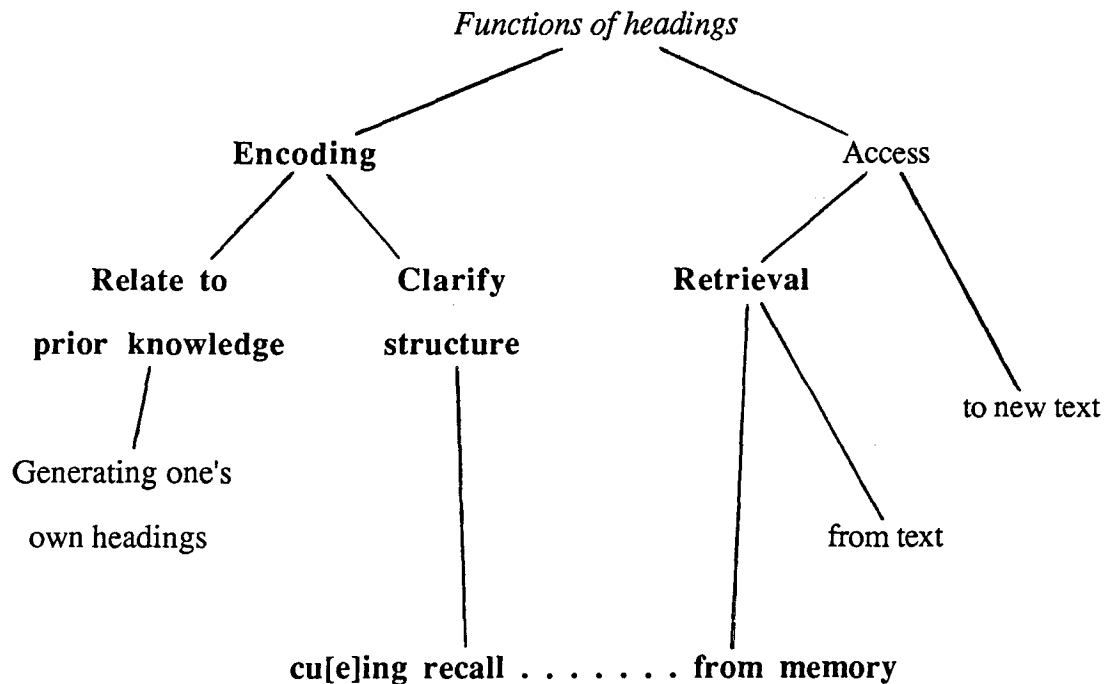 Functions of headings
Encoding
Access
Relate to
Clarify
Retrieval
prior knowledge
structure
to new text
Generating one's
own headings
from text
cu[e]ing recall . . . . . . . from memory